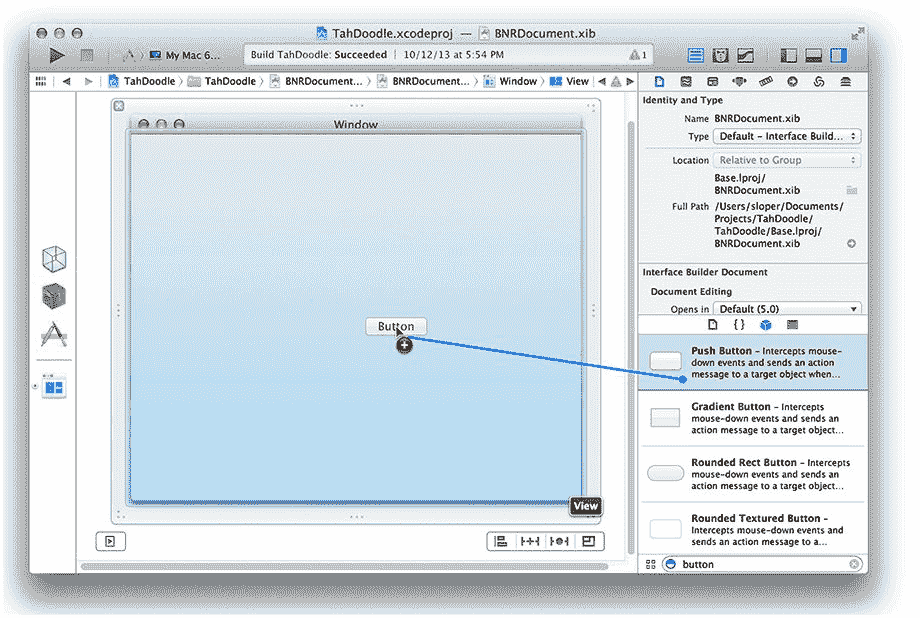 TahDoodle.xcodeproj — BNRDocument.xib
My Mac 6...
Build TahDoodle: Succeeded | 10/12/13 at 5:54 PM
1
TahDoodle
TahDoodle
BNRDocument...
BNRDocument...
Window
View
Window
Button
View
Identity and Type
Name BNRDocument.xib
Type Default - Interface Build...
Location Relative to Group
Base.lproj/
BNRDocument.xib
Full Path /Users/sloper/Documents/
Projects/TahDoodle/
TahDoodle/Base.lproj/
BNRDocument.xib
Interface Builder Document
Document Editing
Opens in Default (5.0)
{ }
Push Button - Intercepts mouse-
down events and sends an action
message to a target object when...
Gradient Button - Intercepts
mouse-down events and sends an
action message to a target object...
Rounded Rect Button - Intercepts
mouse-down events and sends an
action message to a target object...
Rounded Textured Button -
Intercepts mouse-down events and
sends an action message to a...
button